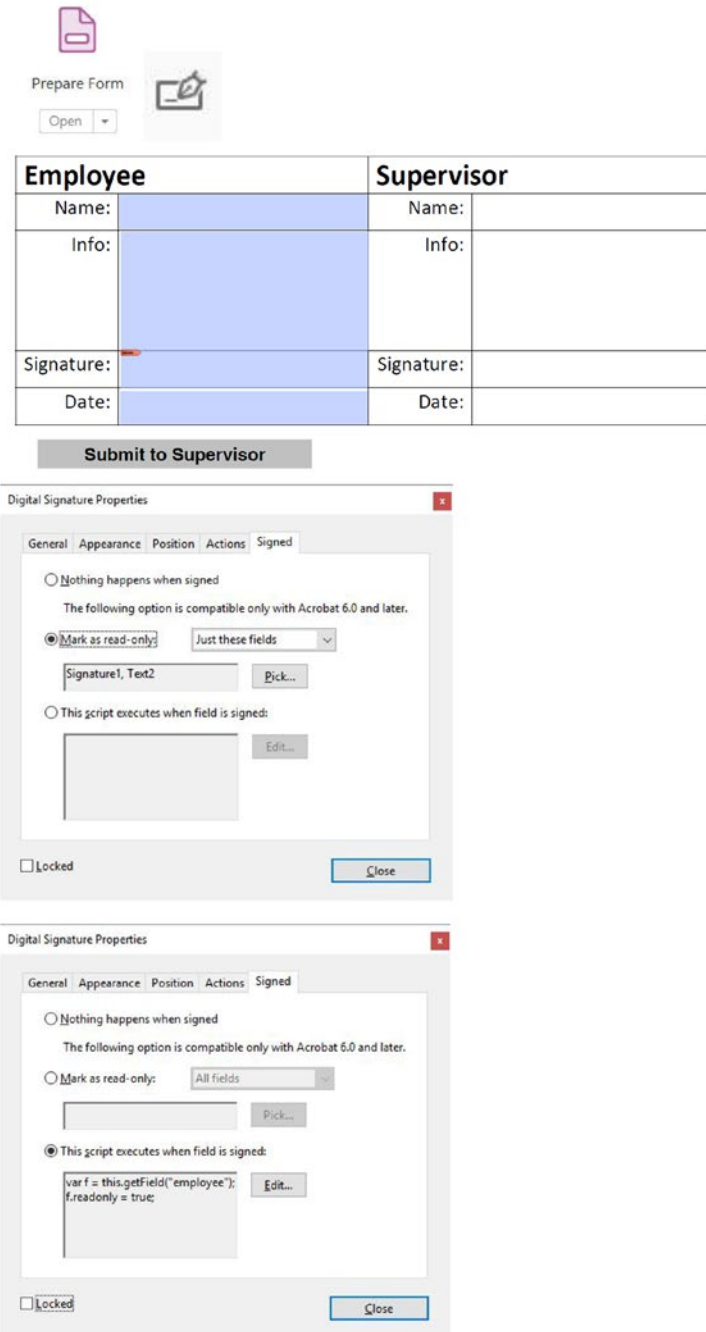 Prepare Form
Open
Employee Supervisor
Name: Name:
Info: Info:
Signature: Signature:
Date: Date:
Submit to Supervisor
Digital Signature Properties
x
General Appearance Position Actions Signed
Nothing happens when signed
The following option is compatible only with Acrobat 6.0 and later.
Mark as read-only: Just these fields
Signature1, Text2 Pick...
This script executes when field is signed:
Edit...
Locked Close
Digital Signature Properties
x
General Appearance Position Actions Signed
Nothing happens when signed
The following option is compatible only with Acrobat 6.0 and later.
Mark as read-only: All fields
Pick...
This script executes when field is signed:
var f = this.getField("employee"); Edit...
f.readonly = true;
Locked Close